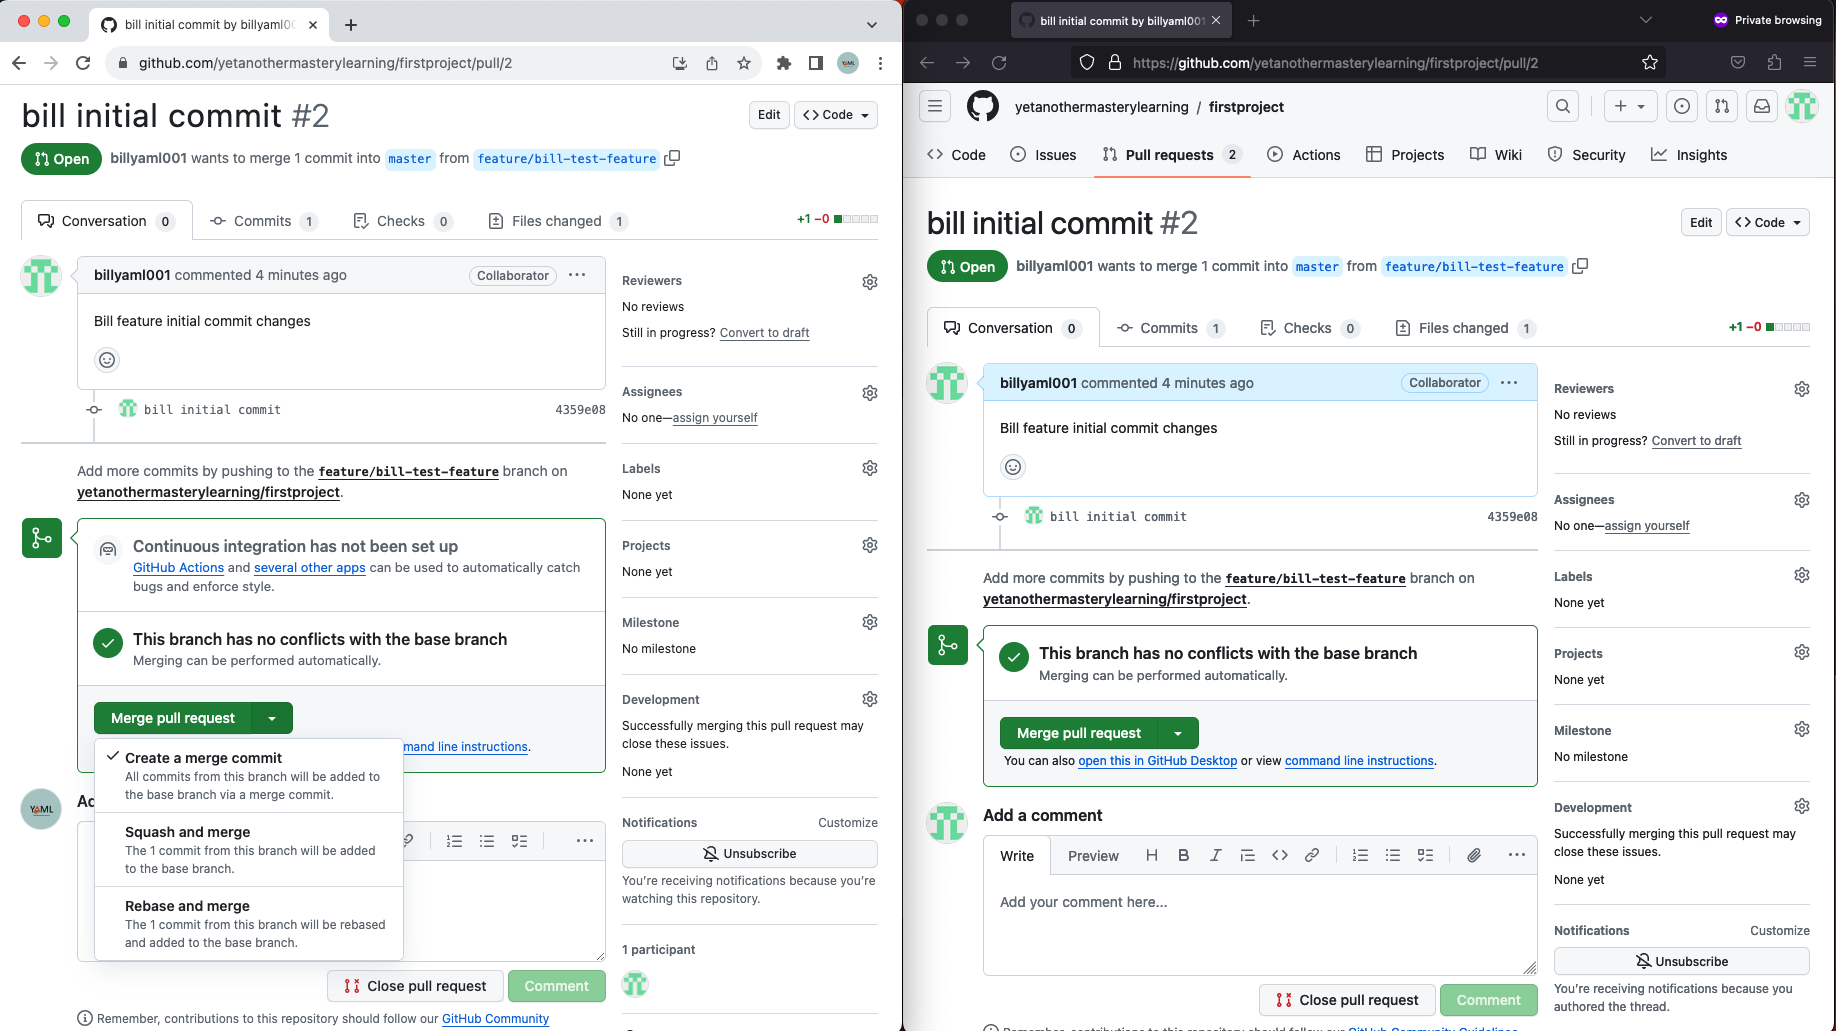 bill initial commit by billyaml00
github.com/yetanothermasterylearning/firstproject/pull/2
bill initial commit #2
Edit
Code
Open
billyaml001 wants to merge 1 commit into master from feature/bill-test-feature
Conversation 0
Commits 1
Checks 0
Files changed 1
+1 −0
billyaml001 commented 4 minutes ago
Collaborator
Bill feature initial commit changes
bill initial commit
4359e08
Add more commits by pushing to the feature/bill-test-feature branch on
yetanothermasterylearning/firstproject.
Continuous integration has not been set up
GitHub Actions and several other apps can be used to automatically catch
bugs and enforce style.
This branch has no conflicts with the base branch
Merging can be performed automatically.
Merge pull request
mand line instructions.
Create a merge commit
All commits from this branch will be added to
the base branch via a merge commit.
Squash and merge
The 1 commit from this branch will be added
to the base branch.
Rebase and merge
The 1 commit from this branch will be rebased
and added to the base branch.
YAML
Close pull request
Comment
Remember, contributions to this repository should follow our GitHub Community
Reviewers
No reviews
Still in progress? Convert to draft
Assignees
No one—assign yourself
Labels
None yet
Projects
None yet
Milestone
No milestone
Development
Successfully merging this pull request may
close these issues.
None yet
Notifications
Customize
Unsubscribe
You're receiving notifications because you're
watching this repository.
1 participant
bill initial commit by billyaml001
Private browsing
https://github.com/yetanothermasterylearning/firstproject/pull/2
yetanothermasterylearning / firstproject
Code
Issues
Pull requests 2
Actions
Projects
Wiki
Security
Insights
bill initial commit #2
Edit
Code
Open
billyaml001 wants to merge 1 commit into master from feature/bill-test-feature
Conversation 0
Commits 1
Checks 0
Files changed 1
+1 −0
billyaml001 commented 4 minutes ago
Collaborator
Bill feature initial commit changes
bill initial commit
4359e08
Add more commits by pushing to the feature/bill-test-feature branch on
yetanothermasterylearning/firstproject.
This branch has no conflicts with the base branch
Merging can be performed automatically.
Merge pull request
You can also open this in GitHub Desktop or view command line instructions.
Add a comment
Write
Preview
Add your comment here...
Close pull request
Comment
Remember, contributions to this repository should follow our GitHub Community Guidelines
Reviewers
No reviews
Still in progress? Convert to draft
Assignees
No one—assign yourself
Labels
None yet
Projects
None yet
Milestone
No milestone
Development
Successfully merging this pull request may
close these issues.
None yet
Notifications
Customize
Unsubscribe
You're receiving notifications because you
authored the thread.